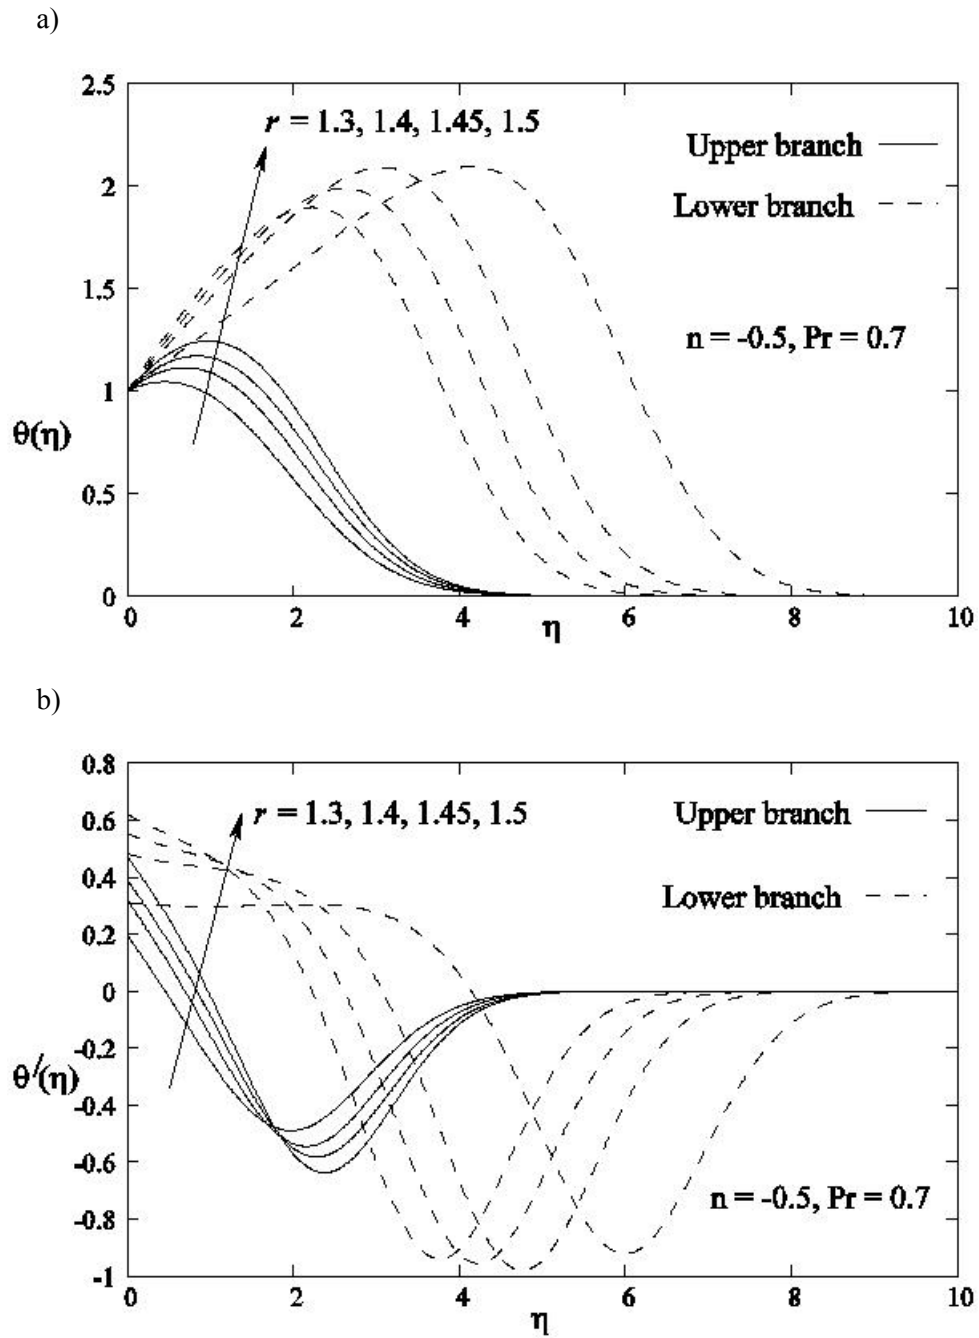 a)
2.5
r = 1.3, 1.4, 1.45, 1.5
Upper branch
2
Lower branch
1.5
n = -0.5, Pr = 0.7
1
θ(η)
0.5
0
0 2 4 6 8 10
η
b)
0.8
r = 1.3, 1.4, 1.45, 1.5
Upper branch
0.6
0.4
Lower branch
0.2
0
-0.2
θ/(η)
-0.4
-0.6
n = -0.5, Pr = 0.7
-0.8
-1
0 2 4 6 8 10
η